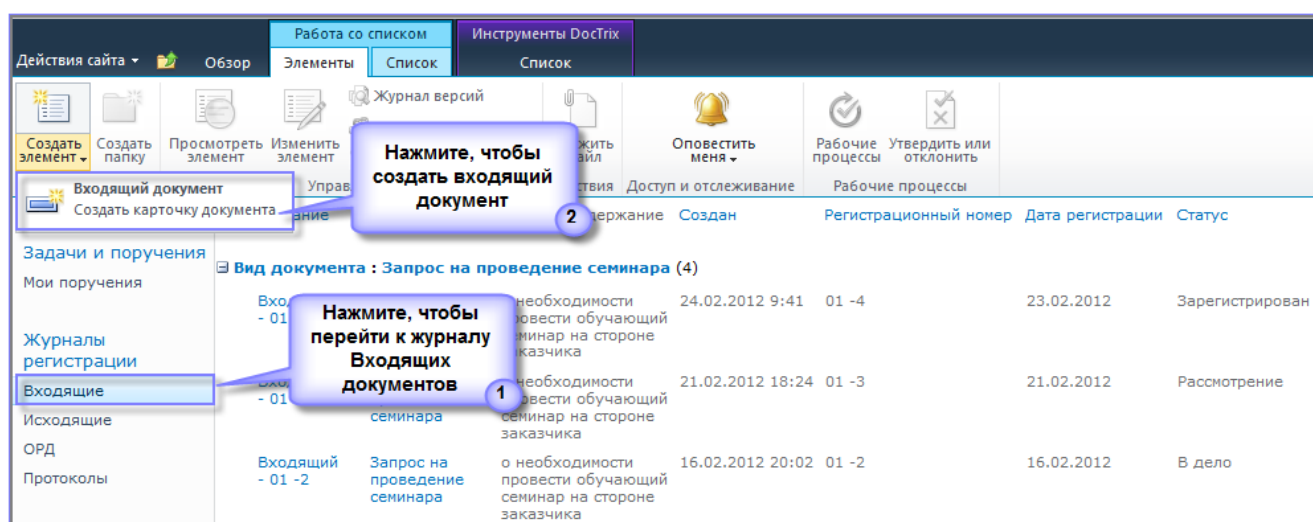 Работа со списком
Инструменты DocTrix
Действия сайта
Обзор
Элементы
Список
Список
Журнал версий
Создать элемент
Создать папку
Просмотреть элемент
Изменить элемент
Оповестить меня
Рабочие процессы
Утвердить или отклонить
Доступ и отслеживание
Рабочие процессы
Входящий документ
Создать карточку документа
Нажмите, чтобы
создать входящий
документ
2
Создан
Регистрационный номер
Дата регистрации
Статус
Задачи и поручения
Мои поручения
Журналы
регистрации
Входящие
Исходящие
ОРД
Протоколы
Вид документа : Запрос на проведение семинара (4)
Нажмите, чтобы
перейти к журналу
Входящих
документов
1
необходимости
обучающий
на стороне
24.02.2012 9:41
01 -4
23.02.2012
Зарегистрирован
семинара
необходимости
обучающий
семинар на стороне
заказчика
21.02.2012 18:24
01 -3
21.02.2012
Рассмотрение
Входящий
- 01 -2
Запрос на
проведение
семинара
о необходимости
провести обучающий
семинар на стороне
заказчика
16.02.2012 20:02
01 -2
16.02.2012
В дело